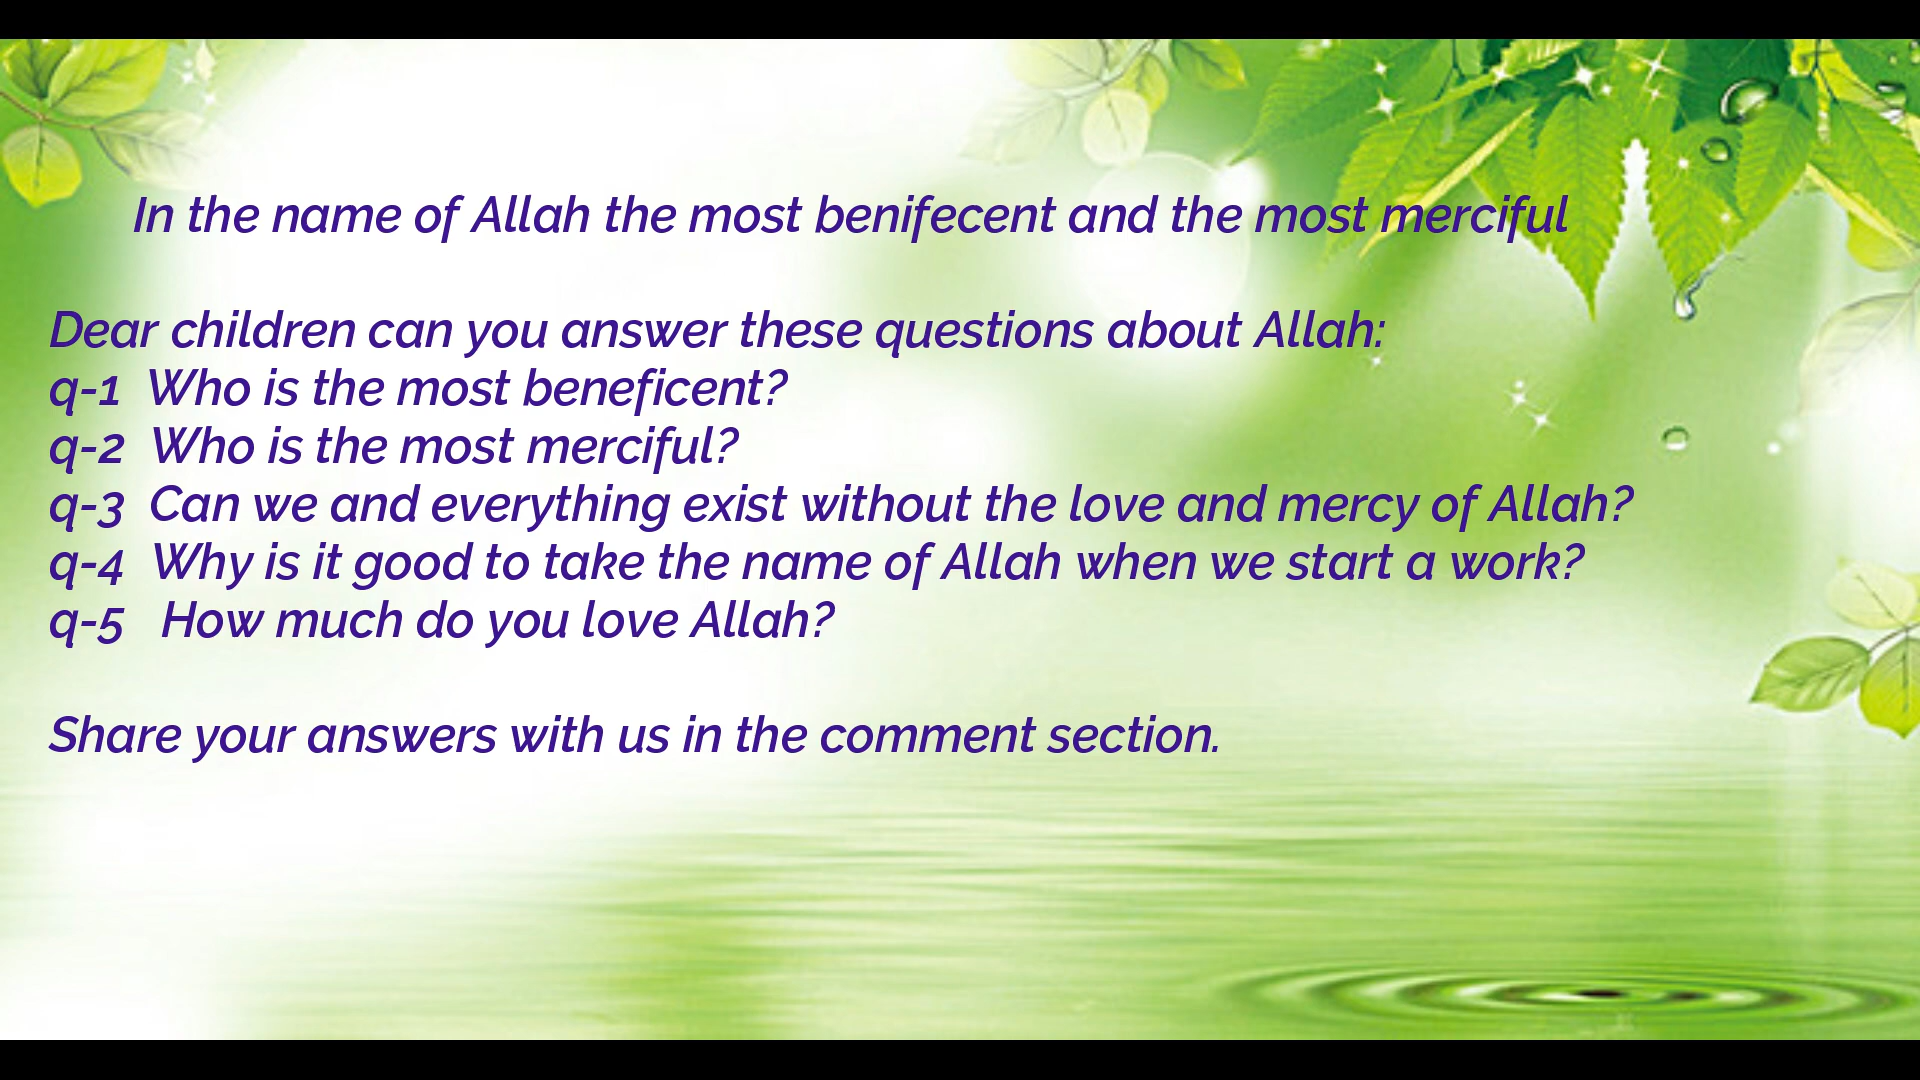 In the name of Allah the most benifecent and the most merciful
Dear children can you answer these questions about Allah:
q-1 Who is the most beneficent?
q-2 Who is the most merciful?
q-3 Can we and everything exist without the love and mercy of Allah?
q-4 Why is it good to take the name of Allah when we start a work?
q-5 How much do you love Allah?
Share your answers with us in the comment section.